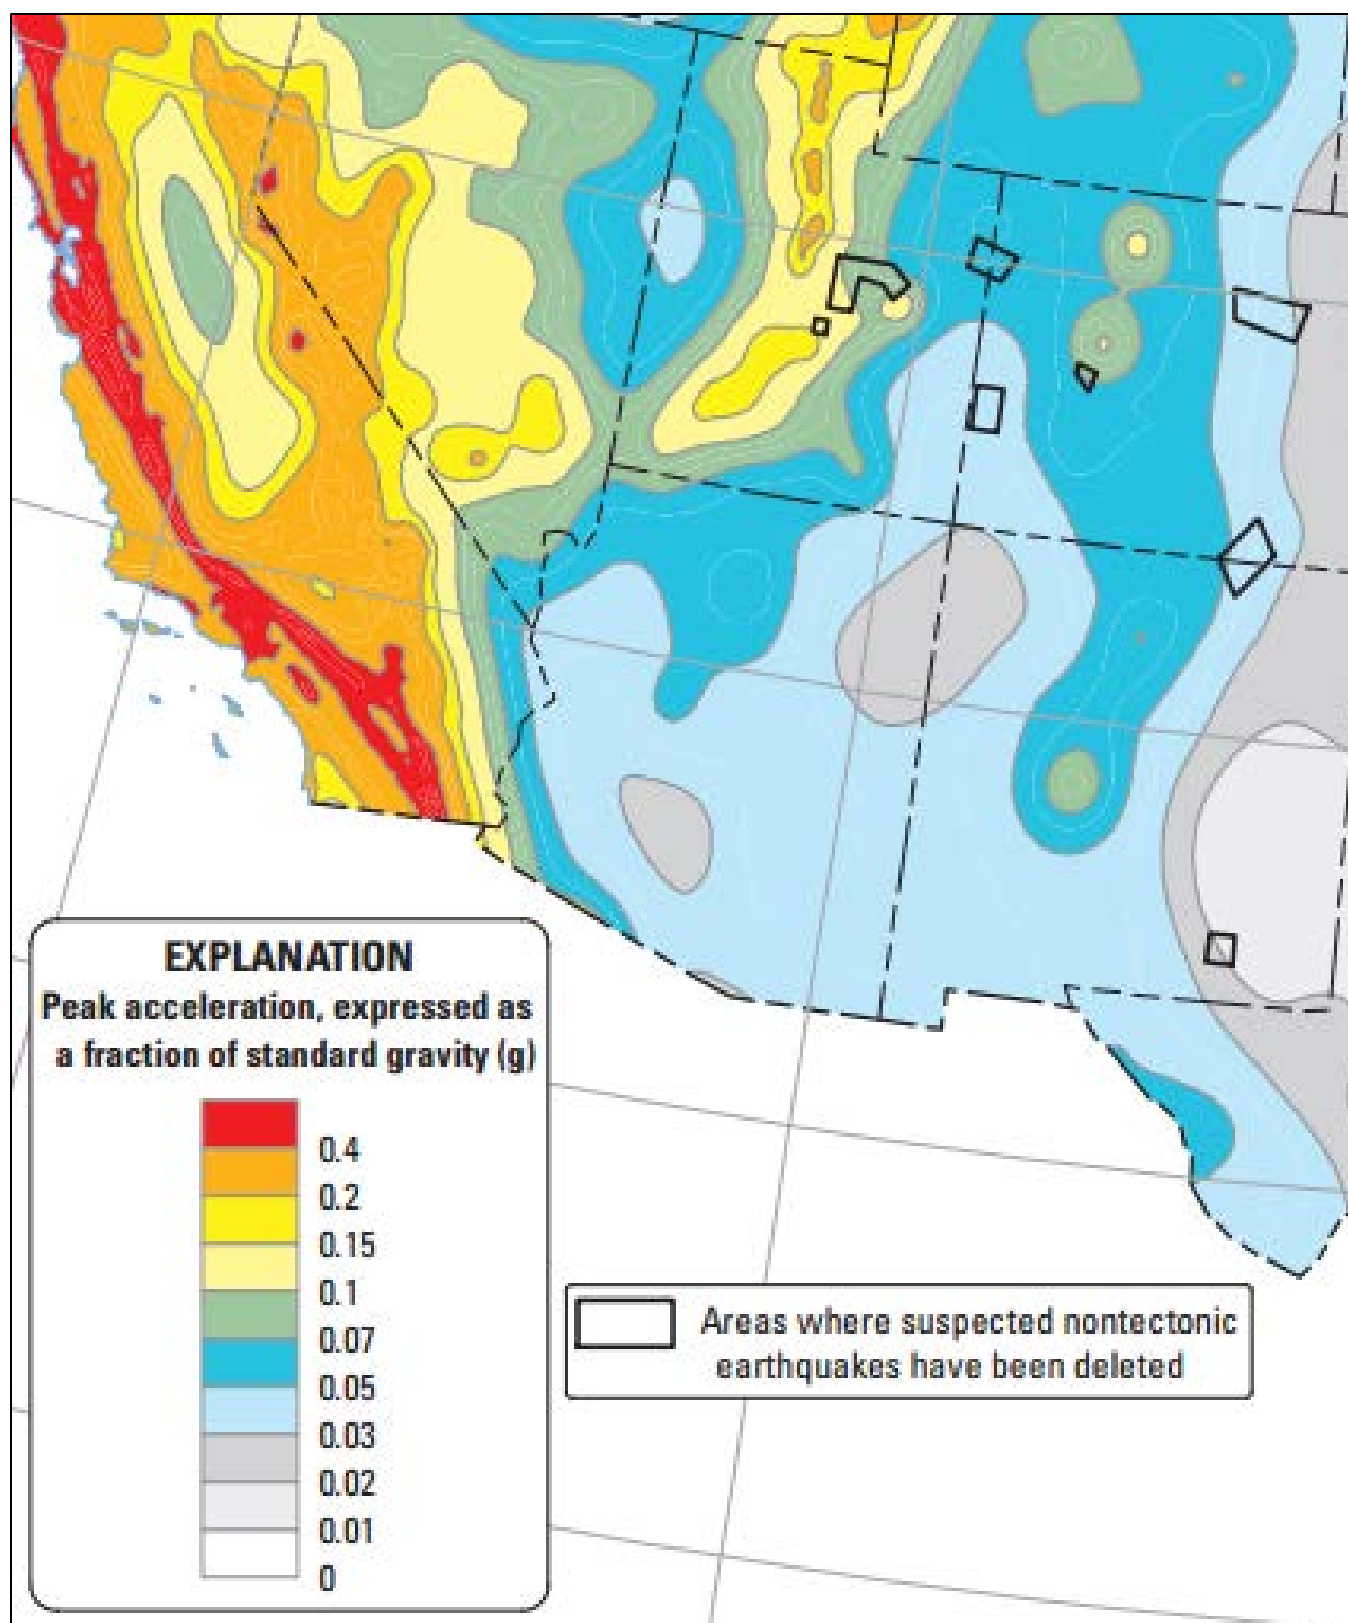 EXPLANATION
Peak acceleration, expressed as
a fraction of standard gravity (g)
0.4
0.2
0.15
0.1
0.07
0.05
0.03
0.02
0.01
0
Areas where suspected nontectonic
earthquakes have been deleted